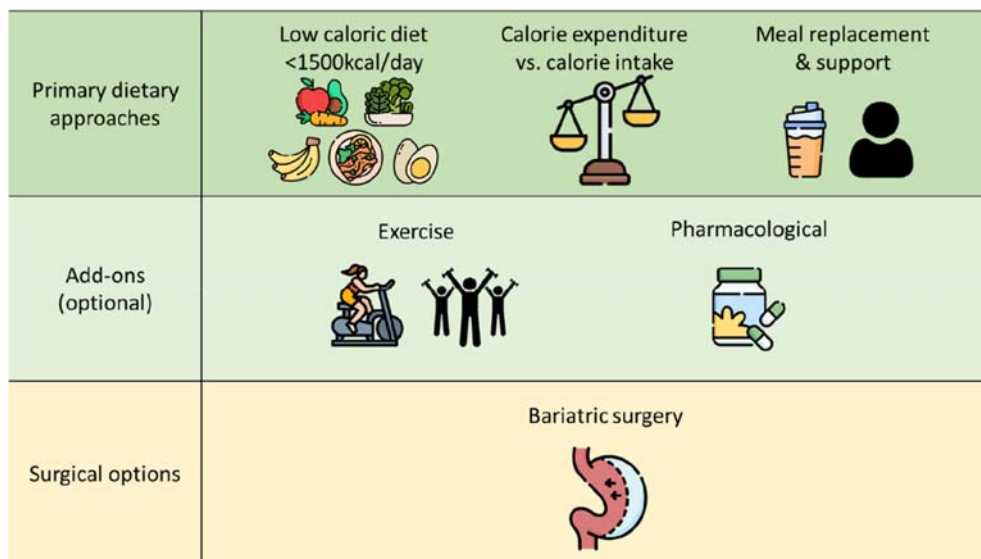 Primary dietary
approaches
Low caloric diet
<1500kcal/day
Calorie expenditure
vs. calorie intake
Meal replacement
& support
Add-ons
(optional)
Exercise
Pharmacological
Surgical options
Bariatric surgery